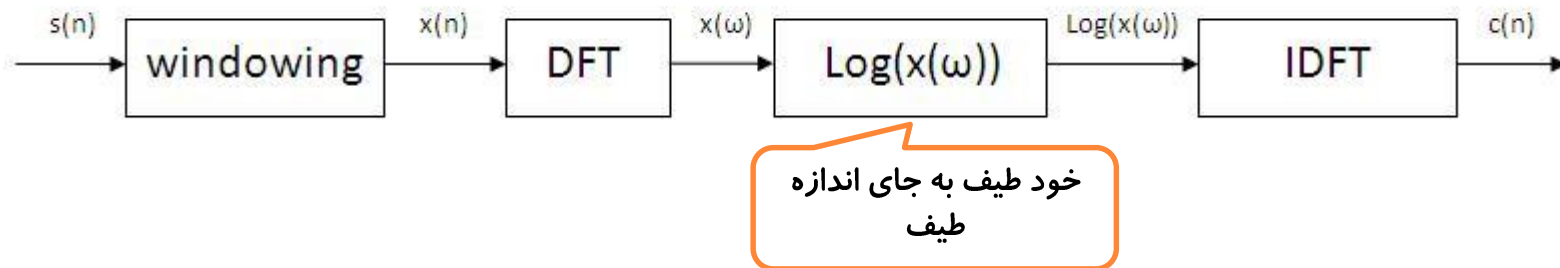 s(n) x(n) x(ω) Log(x(ω)) c(n)
windowing DFT Log(x(ω)) IDFT
خود طیف به جای اندازه
طیف